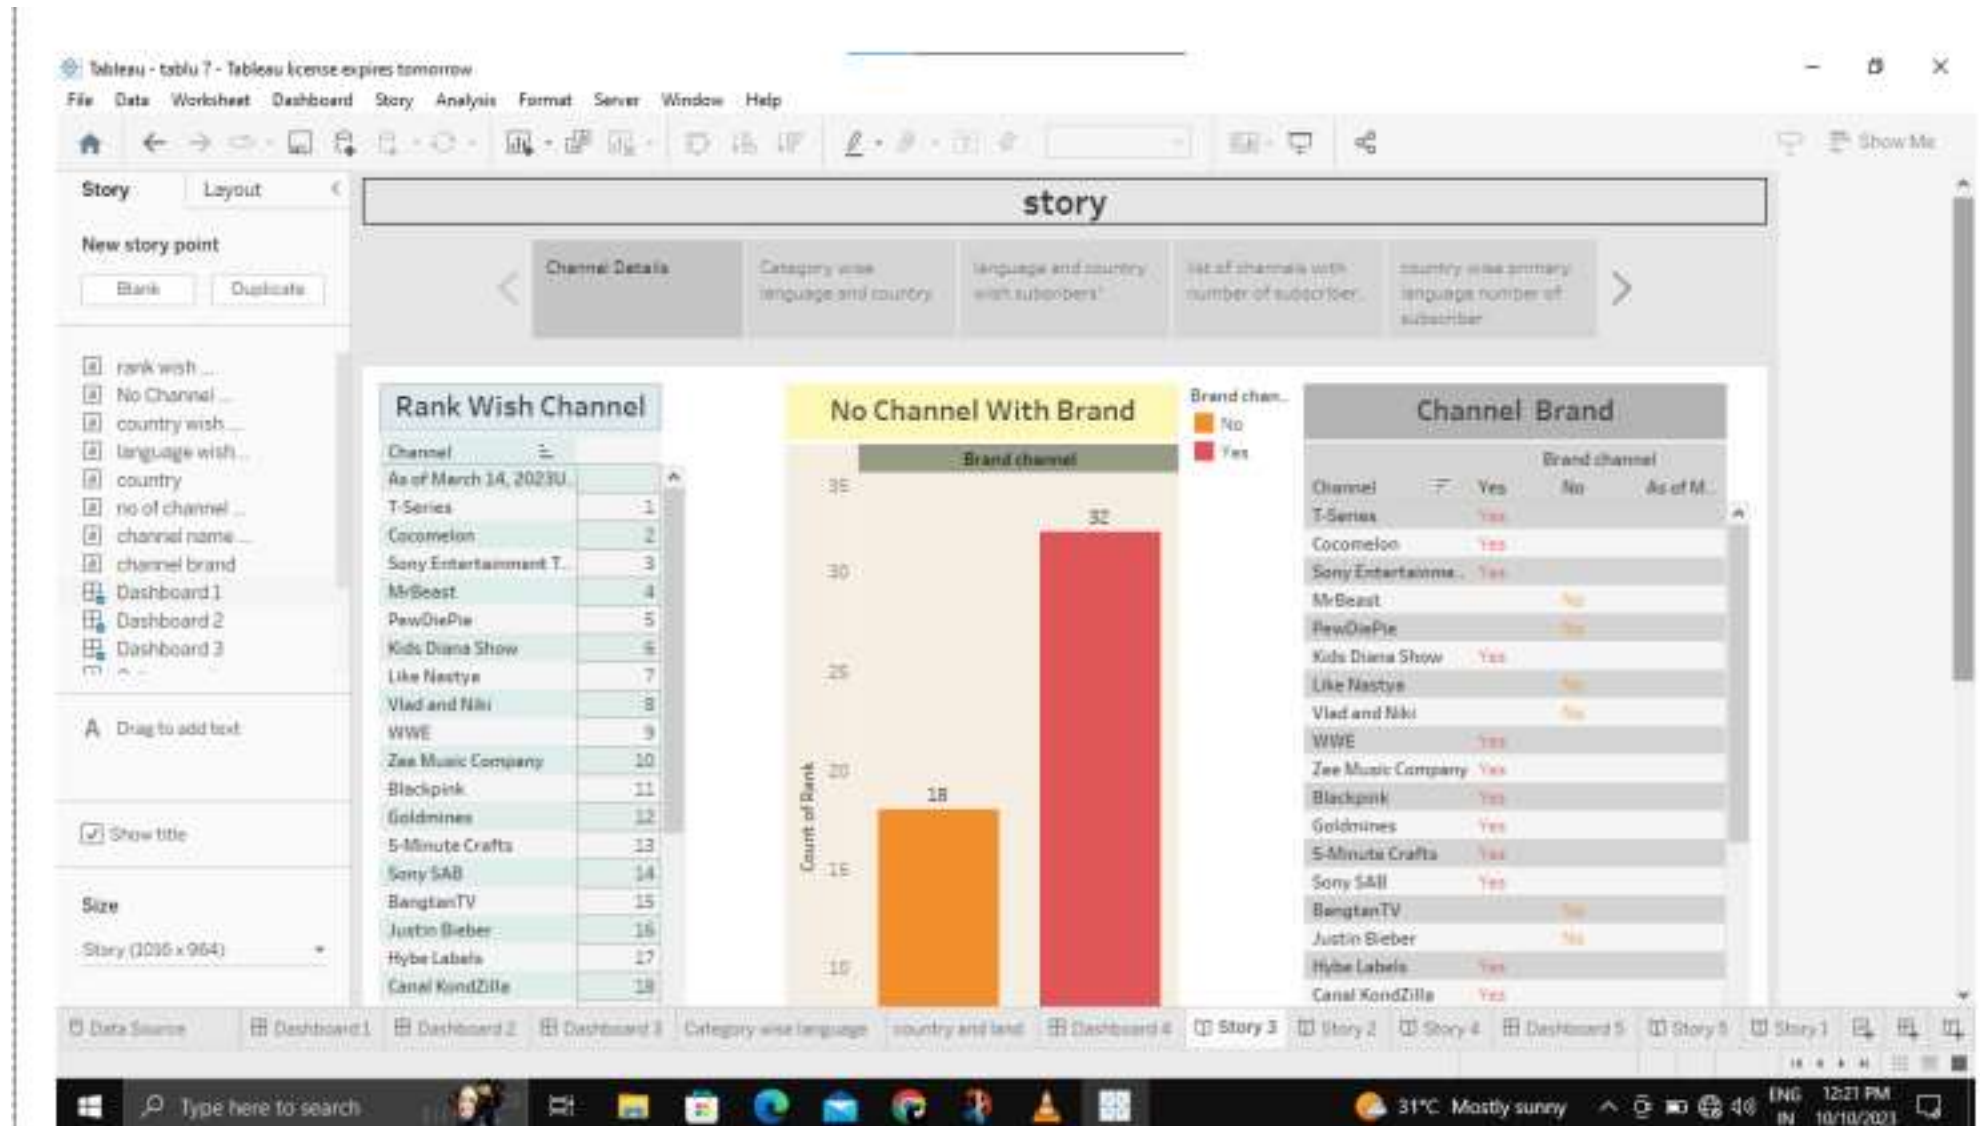 Tableau - tablu 7 - Tableau license expires tomorrow
File Data Worksheet Dashboard Story Analysis Format Server Window Help
Show Me
Story Layout
New story point
Blank Duplicate
rank wish ...
No Channel ...
country wish ...
language wish...
country
no of channel ...
channel name ...
channel brand
Dashboard 1
Dashboard 2
Dashboard 3
A Drag to add text
Show title
Size
Story (1016 x 964)
story
Channel Details
Category wise
language and country
language and country
wish subsribers'
list of channels with
number of subscriber..
country wise primary
language number of
subscriber
Rank Wish Channel
Channel
As of March 14, 2023U..
T-Series 1
Cocomelon 2
Sony Entertainment T.. 3
MrBeast 4
PewDiePie 5
Kids Diana Show 6
Like Nastya 7
Vlad and Niki 8
WWE 9
Zee Music Company 10
Blackpink 11
Goldmines 12
5-Minute Crafts 13
Sony SAB 14
BangtanTV 15
Justin Bieber 16
Hybe Labels 17
Canal KondZilla 18
No Channel With Brand
Brand channel
35
30
25
20
15
10
Count of Rank
18
32
Brand chan..
No
Yes
Channel Brand
Brand channel
Channel Yes No As of M..
T-Series Yes
Cocomelon Yes
Sony Entertainme.. Yes
MrBeast No
PewDiePie No
Kids Diana Show Yes
Like Nastya No
Vlad and Niki No
WWE Yes
Zee Music Company Yes
Blackpink Yes
Goldmines Yes
5-Minute Crafts Yes
Sony SAB Yes
BangtanTV No
Justin Bieber No
Hybe Labels Yes
Canal KondZilla Yes
Data Source Dashboard 1 Dashboard 2 Dashboard 3 Category wise language country and land Dashboard 4 Story 3 Story 2 Story 4 Dashboard 5 Story 5 Story 1
Type here to search
31°C Mostly sunny
ENG
IN
12:21 PM
10/10/2023